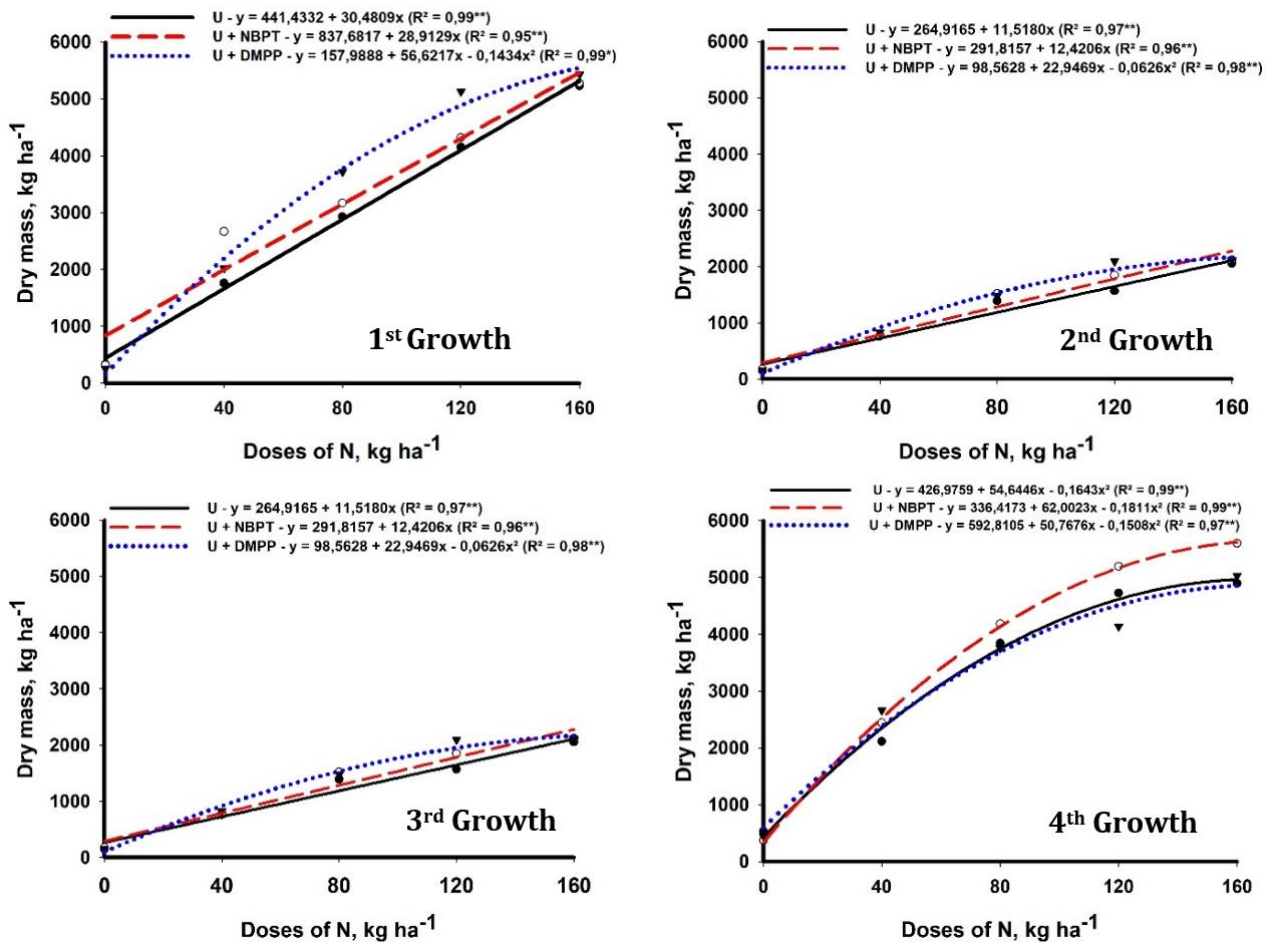 U - y = 441,4332 + 30,4809x (R² = 0,99**)
U + NBPT - y = 837,6817 + 28,9129x (R² = 0,95**)
U + DMPP - y = 157,9888 + 56,6217x - 0,1434x² (R² = 0,99*)
6000
5000
4000
3000
2000
1000
0
Dry mass, kg ha⁻¹
1st Growth
0 40 80 120 160
Doses of N, kg ha⁻¹
U - y = 264,9165 + 11,5180x (R² = 0,97**)
U + NBPT - y = 291,8157 + 12,4206x (R² = 0,96**)
U + DMPP - y = 98,5628 + 22,9469x - 0,0626x² (R² = 0,98**)
6000
5000
4000
3000
2000
1000
0
Dry mass, kg ha⁻¹
2nd Growth
0 40 80 120 160
Doses of N, kg ha⁻¹
U - y = 264,9165 + 11,5180x (R² = 0,97**)
U + NBPT - y = 291,8157 + 12,4206x (R² = 0,96**)
U + DMPP - y = 98,5628 + 22,9469x - 0,0626x² (R² = 0,98**)
6000
5000
4000
3000
2000
1000
0
Dry mass, kg ha⁻¹
3rd Growth
0 40 80 120 160
Doses of N, kg ha⁻¹
U - y = 426,9759 + 54,6446x - 0,1643x² (R² = 0,99**)
U + NBPT - y = 336,4173 + 62,0023x - 0,1811x² (R² = 0,99**)
U + DMPP - y = 592,8105 + 50,7676x - 0,1508x² (R² = 0,97**)
6000
5000
4000
3000
2000
1000
0
Dry mass, kg ha⁻¹
4th Growth
0 40 80 120 160
Doses of N, kg ha⁻¹